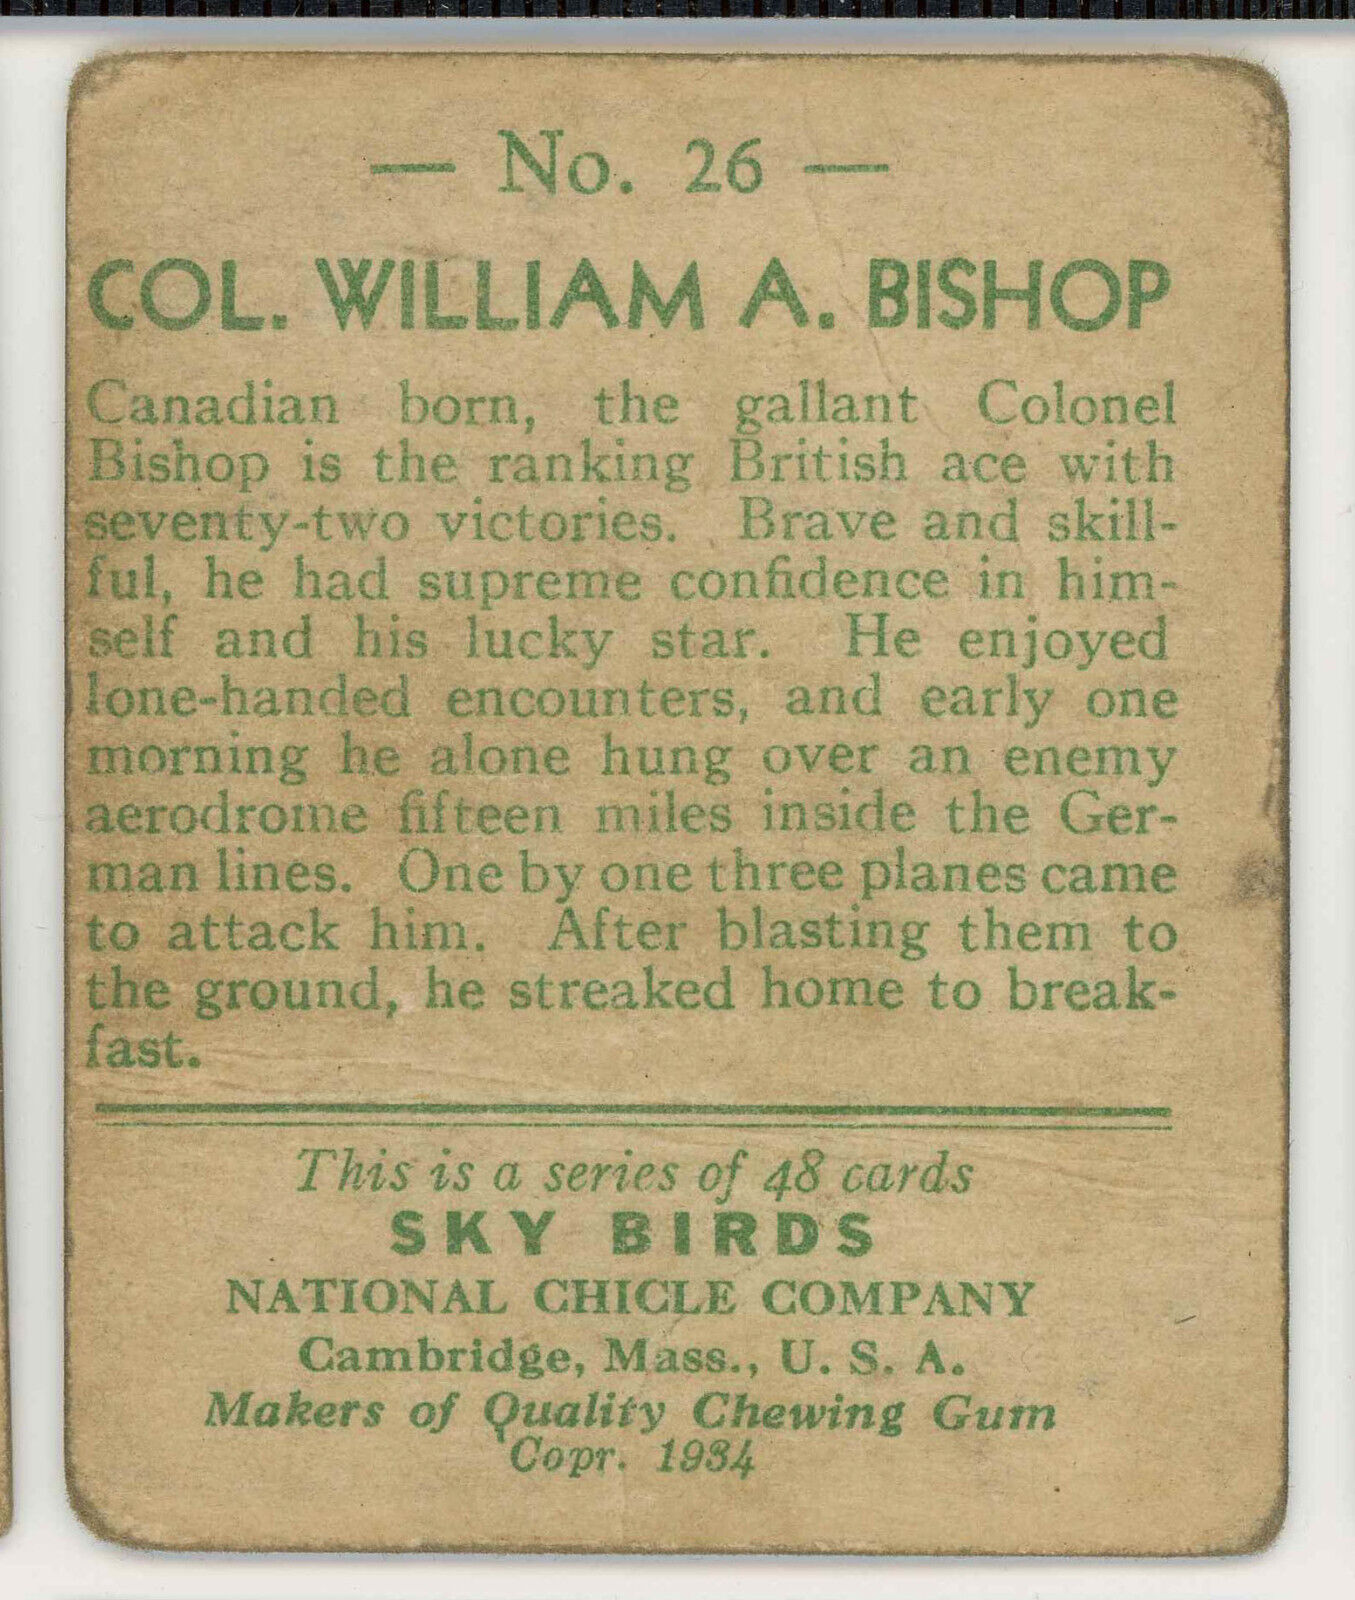 — No. 26 —
COL. WILLIAM A. BISHOP
Canadian born, the gallant Colonel
Bishop is the ranking British ace with
seventy-two victories. Brave and skill-
ful, he had supreme confidence in him-
self and his lucky star. He enjoyed
lone-handed encounters, and early one
morning he alone hung over an enemy
aerodrome fifteen miles inside the Ger-
man lines. One by one three planes came
to attack him. After blasting them to
the ground, he streaked home to break-
fast.
This is a series of 48 cards
SKY BIRDS
NATIONAL CHICLE COMPANY
Cambridge, Mass., U. S. A.
Makers of Quality Chewing Gum
Copr. 1934